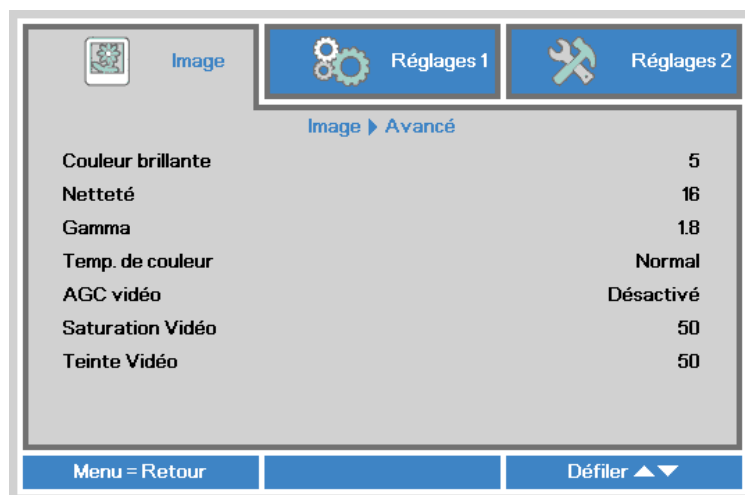 Image
Réglages 1
Réglages 2
Image ▶ Avancé
Couleur brillante 5
Netteté 16
Gamma 1.8
Temp. de couleur Normal
AGC vidéo Désactivé
Saturation Vidéo 50
Teinte Vidéo 50
Menu = Retour
Défiler ▲▼